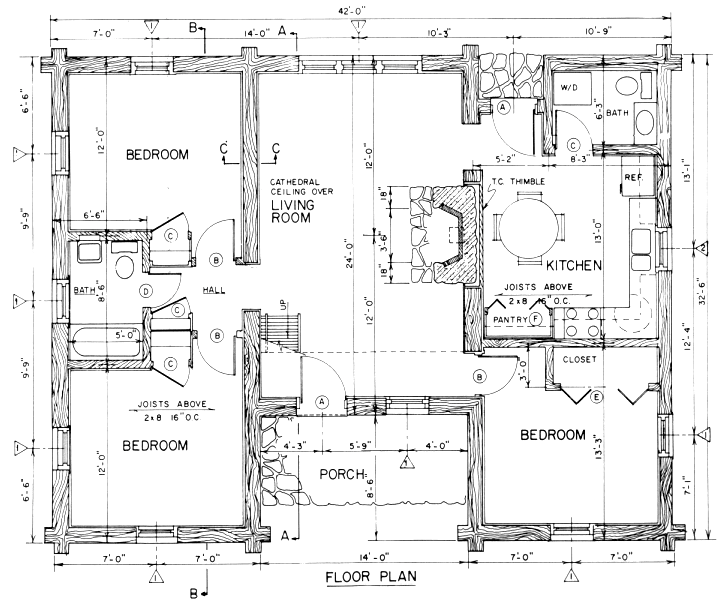 42'-0"
B A
7'-0" 14'-0" 10'-3" 10'-9"
1 1 1
6'-6"
12'-0"
BEDROOM
C C
CATHEDRAL
CEILING OVER
LIVING
ROOM
12'-0"
A
W/D
BATH
6'-3"
C
5'-2" 8'-3"
13'-1"
T.C. THIMBLE
REF.
18"
3'-6"
18"
13'-0"
KITCHEN
JOISTS ABOVE
2x8 16" O.C.
PANTRY F
6'-6"
C
B
9'-9"
BATH
8'-6"
D
HALL
C
5'-0"
C
B
UP
24'-0"
12'-0"
2
32'-6"
12'-4"
9'-9"
JOISTS ABOVE
2x8 16" O.C
BEDROOM
12'-0"
A
B
3'-0"
CLOSET
E
BEDROOM
13'-3"
4'-3" 5'-9" 4'-0"
PORCH
8'-6"
6'-6"
7'-1"
A
7'-0" 7'-0" 14'-0" 7'-0" 7'-0"
1 1
B
FLOOR PLAN